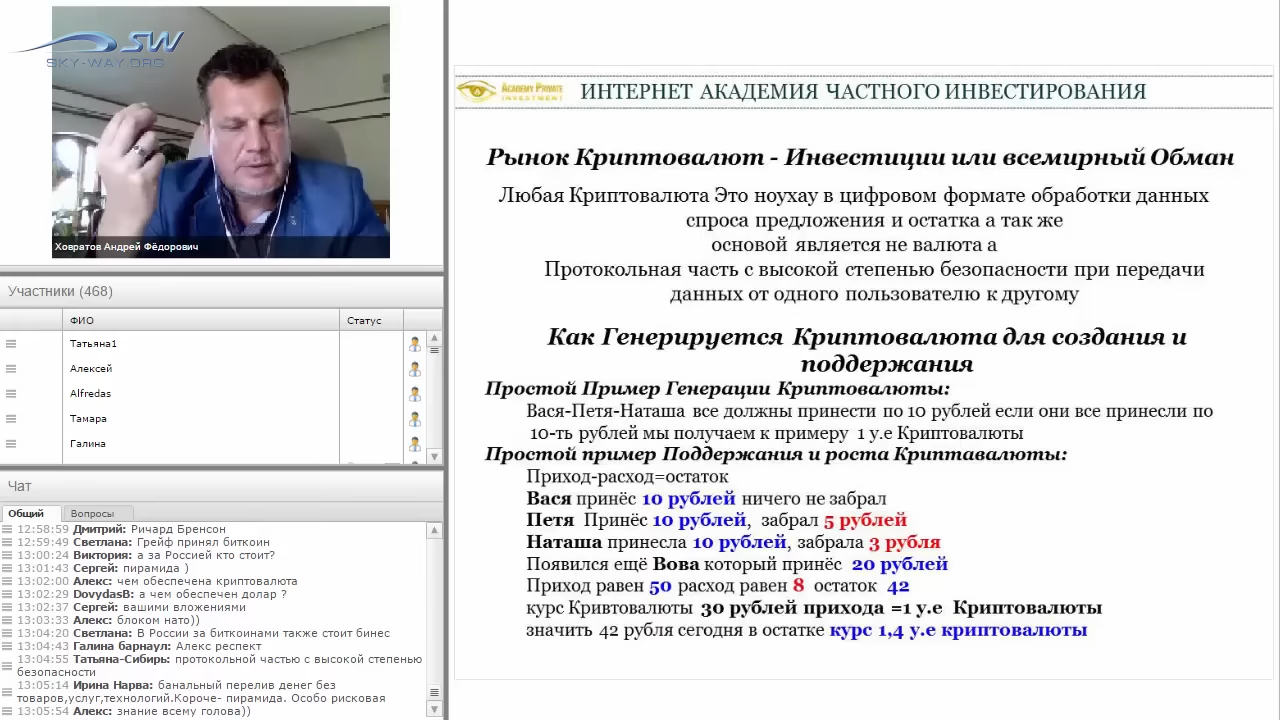 SW
SKY-WAY.ORG
Ховратов Андрей Фёдорович
Участники (468)
ФИО
Статус
Татьяна1
Алексей
Alfredas
Тамара
Галина
Чат
Общий
Вопросы
12:58:59 Дмитрий: Ричард Бренсон
12:59:49 Светлана: Грейф принял биткоин
13:00:24 Виктория: а за Россией кто стоит?
13:01:43 Сергей: пирамида )
13:02:00 Алекс: чем обеспечена криптовалюта
13:02:29 DovydasB: а чем обеспечен долар ?
13:02:37 Сергей: вашими вложениями
13:03:33 Алекс: блоком нато))
13:04:20 Светлана: В России за биткоинами также стоит бинес
13:04:43 Галина барнаул: Алекс респект
13:04:55 Татьяна-Сибирь: протокольной частью с высокой степенью
безопасности
13:05:14 Ирина Нарва: банальный перелив денег без
товаров,услуг,технологий.Короче- пирамида. Особо рисковая
13:05:54 Алекс: знание всему голова))
ACADEMY PRIVATE
INVESTMENT
ИНТЕРНЕТ АКАДЕМИЯ ЧАСТНОГО ИНВЕСТИРОВАНИЯ
Рынок Криптовалют - Инвестиции или всемирный Обман
Любая Криптовалюта Это ноухау в цифровом формате обработки данных
спроса предложения и остатка а так же
основой является не валюта а
Протокольная часть с высокой степенью безопасности при передачи
данных от одного пользователю к другому
Как Генерируется Криптовалюта для создания и
поддержания
Простой Пример Генерации Криптовалюты:
Вася-Петя-Наташа все должны принести по 10 рублей если они все принесли по
10-ть рублей мы получаем к примеру 1 у.е Криптовалюты
Простой пример Поддержания и роста Криптавалюты:
Приход-расход=остаток
Вася принёс 10 рублей ничего не забрал
Петя Принёс 10 рублей, забрал 5 рублей
Наташа принесла 10 рублей, забрала 3 рубля
Появился ещё Вова который принёс 20 рублей
Приход равен 50 расход равен 8 остаток 42
курс Кривтовалюты 30 рублей прихода =1 у.е Криптовалюты
значить 42 рубля сегодня в остатке курс 1,4 у.е криптовалюты